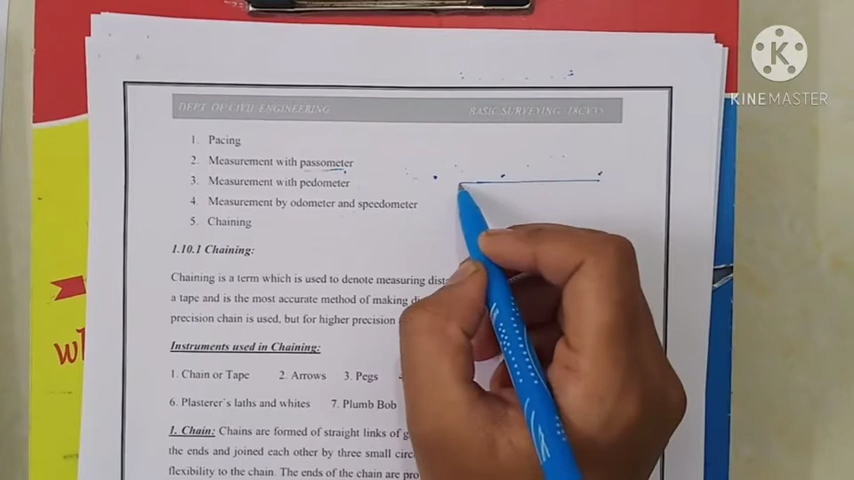 KINEMASTER
DEPT OF CIVIL ENGINEERING BASIC SURVEYING-18CV35
1. Pacing
2. Measurement with passometer
3. Measurement with pedometer
4. Measurement by odometer and speedometer
5. Chaining
1.10.1 Chaining:
Chaining is a term which is used to denote measuring
a tape and is the most accurate method of making
precision chain is used, but for higher precision
Instruments used in Chaining:
1. Chain or Tape 2. Arrows 3. Pegs
6. Plasterer's laths and whites 7. Plumb Bob
1. Chain: Chains are formed of straight links of
the ends and joined each other by three small
flexibility to the chain. The ends of the chain are